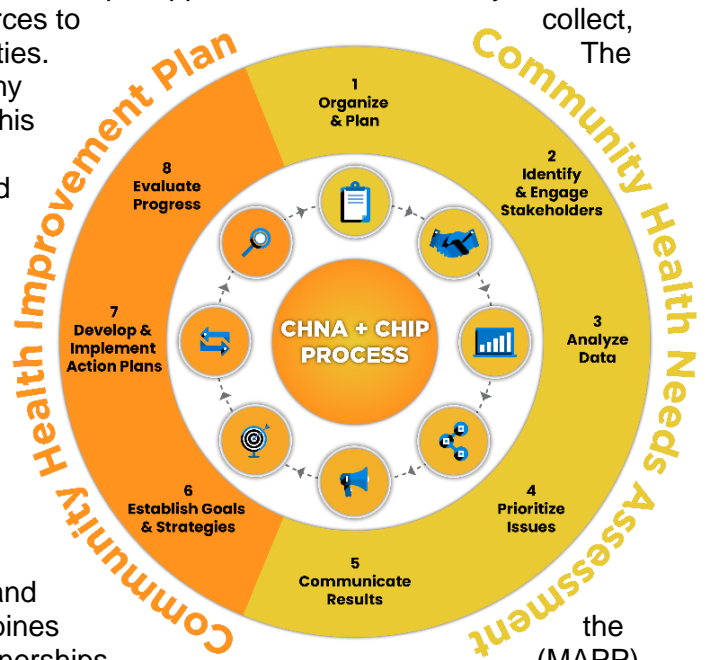 rces to
collect,
ties.
The
ny
his
d
Community Health Improvement Plan
Community Health Needs Assessment
1
Organize
& Plan
2
Identify
& Engage
Stakeholders
3
Analyze
Data
4
Prioritize
Issues
5
Communicate
Results
6
Establish Goals
& Strategies
7
Develop &
Implement
Action Plans
8
Evaluate
Progress
CHNA + CHIP
PROCESS
and
the
bines
(MAPP)